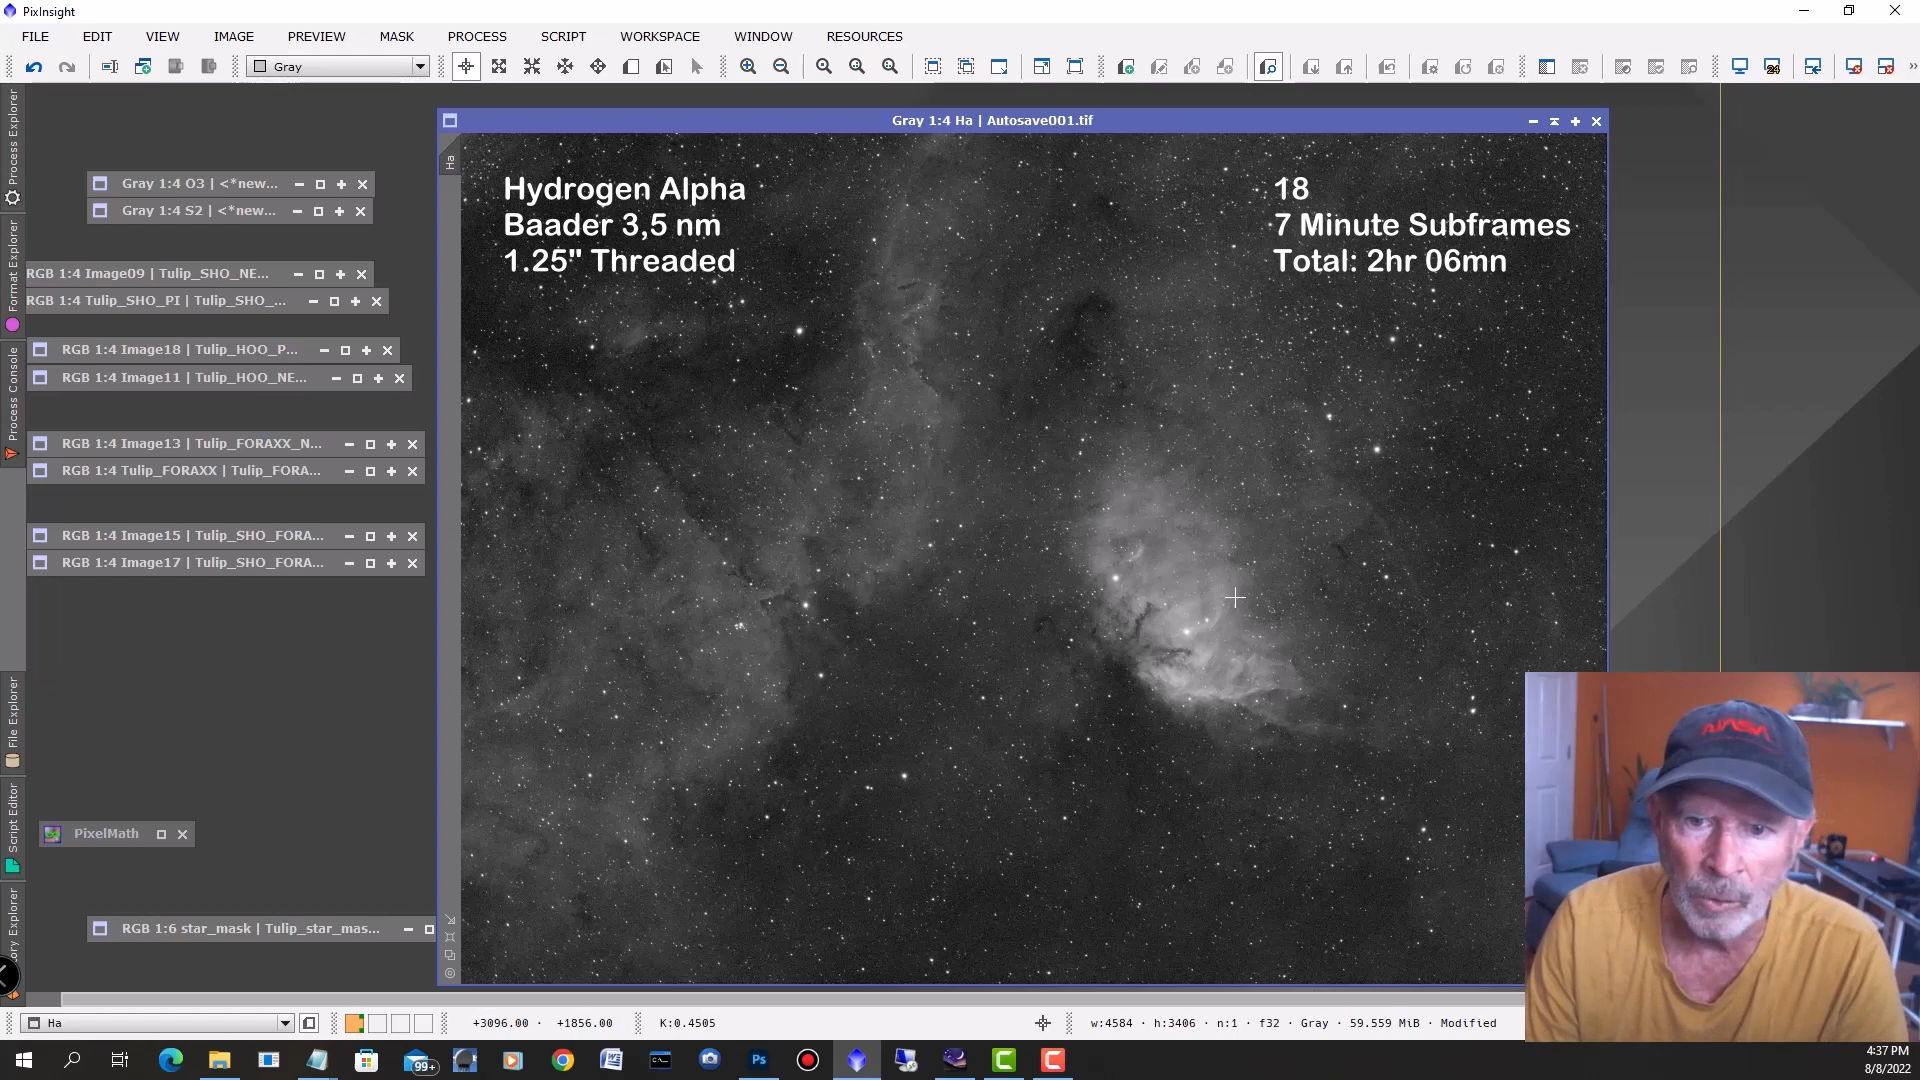 PixInsight
FILE EDIT VIEW IMAGE PREVIEW MASK PROCESS SCRIPT WORKSPACE WINDOW RESOURCES
Gray
Process Explorer
Format Explorer
Process Console
File Explorer
Script Editor
ory Explorer
Gray 1:4 O3 | <*new...
Gray 1:4 S2 | <*new...
RGB 1:4 Image09 | Tulip_SHO_NE...
RGB 1:4 Tulip_SHO_PI | Tulip_SHO_...
RGB 1:4 Image18 | Tulip_HOO_P...
RGB 1:4 Image11 | Tulip_HOO_NE...
RGB 1:4 Image13 | Tulip_FORAXX_N...
RGB 1:4 Tulip_FORAXX | Tulip_FORA...
RGB 1:4 Image15 | Tulip_SHO_FORA...
RGB 1:4 Image17 | Tulip_SHO_FORA...
PixelMath
RGB 1:6 star_mask | Tulip_star_mas...
Gray 1:4 Ha | Autosave001.tif
Ha
Hydrogen Alpha
Baader 3,5 nm
1.25" Threaded
18
7 Minute Subframes
Total: 2hr 06mn
NASA
Ha
+3096.00 · +1856.00
K:0.4505
w:4584 · h:3406 · n:1 · f32 · Gray · 59.559 MiB · Modified
99+
Ps
4:37 PM
8/8/2022